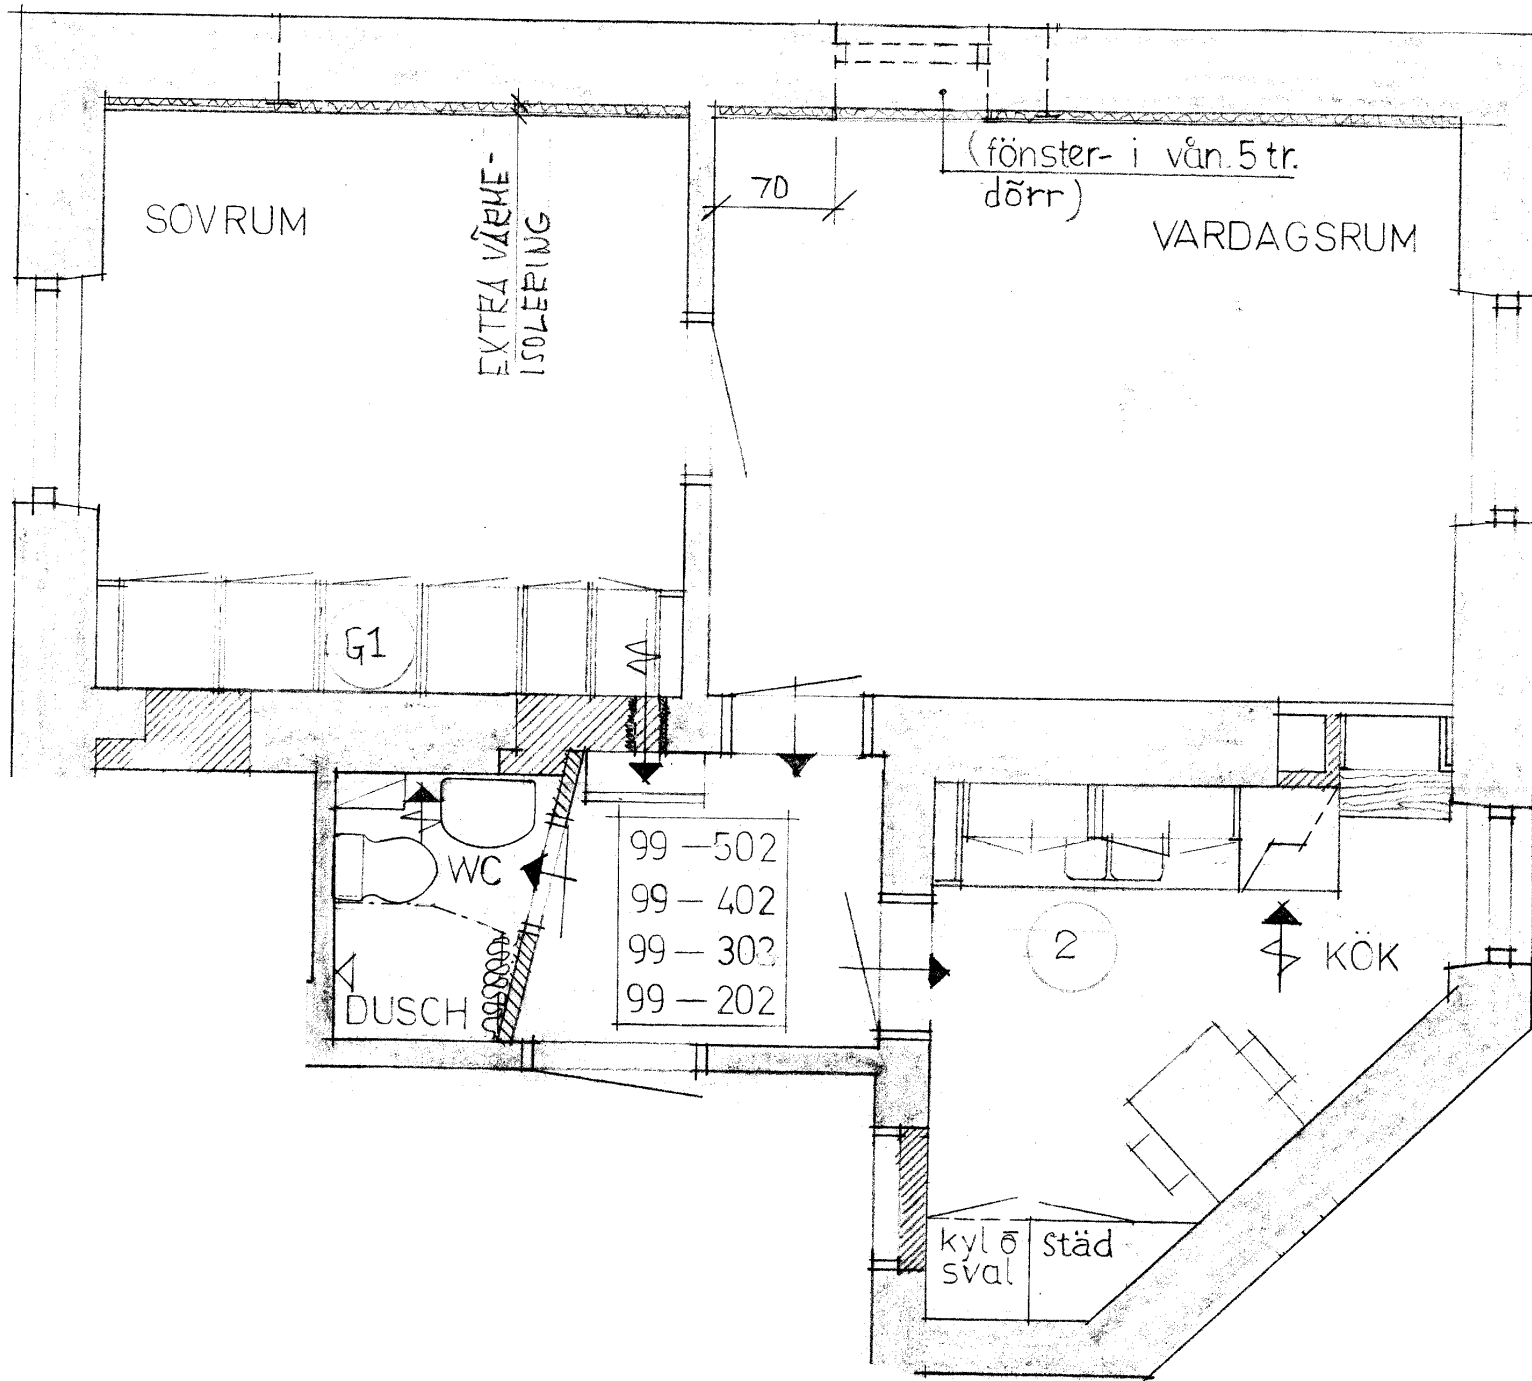 (fönster- i vån. 5 tr.
dörr)
70
SOVRUM
EXTRA VÄRME-
ISOLERING
VARDAGSRUM
G1
WC
DUSCH
99-502
99-402
99-303
99-202
2
KÖK
kyl o
sval
städ